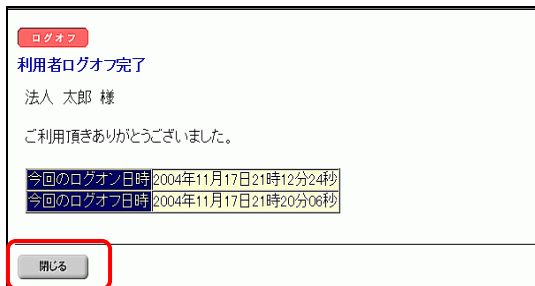 ログオフ
利用者ログオフ完了
法人 太郎 様
ご利用頂きありがとうございました。
今回のログオン日時 2004年11月17日21時12分24秒
今回のログオフ日時 2004年11月17日21時20分06秒
閉じる